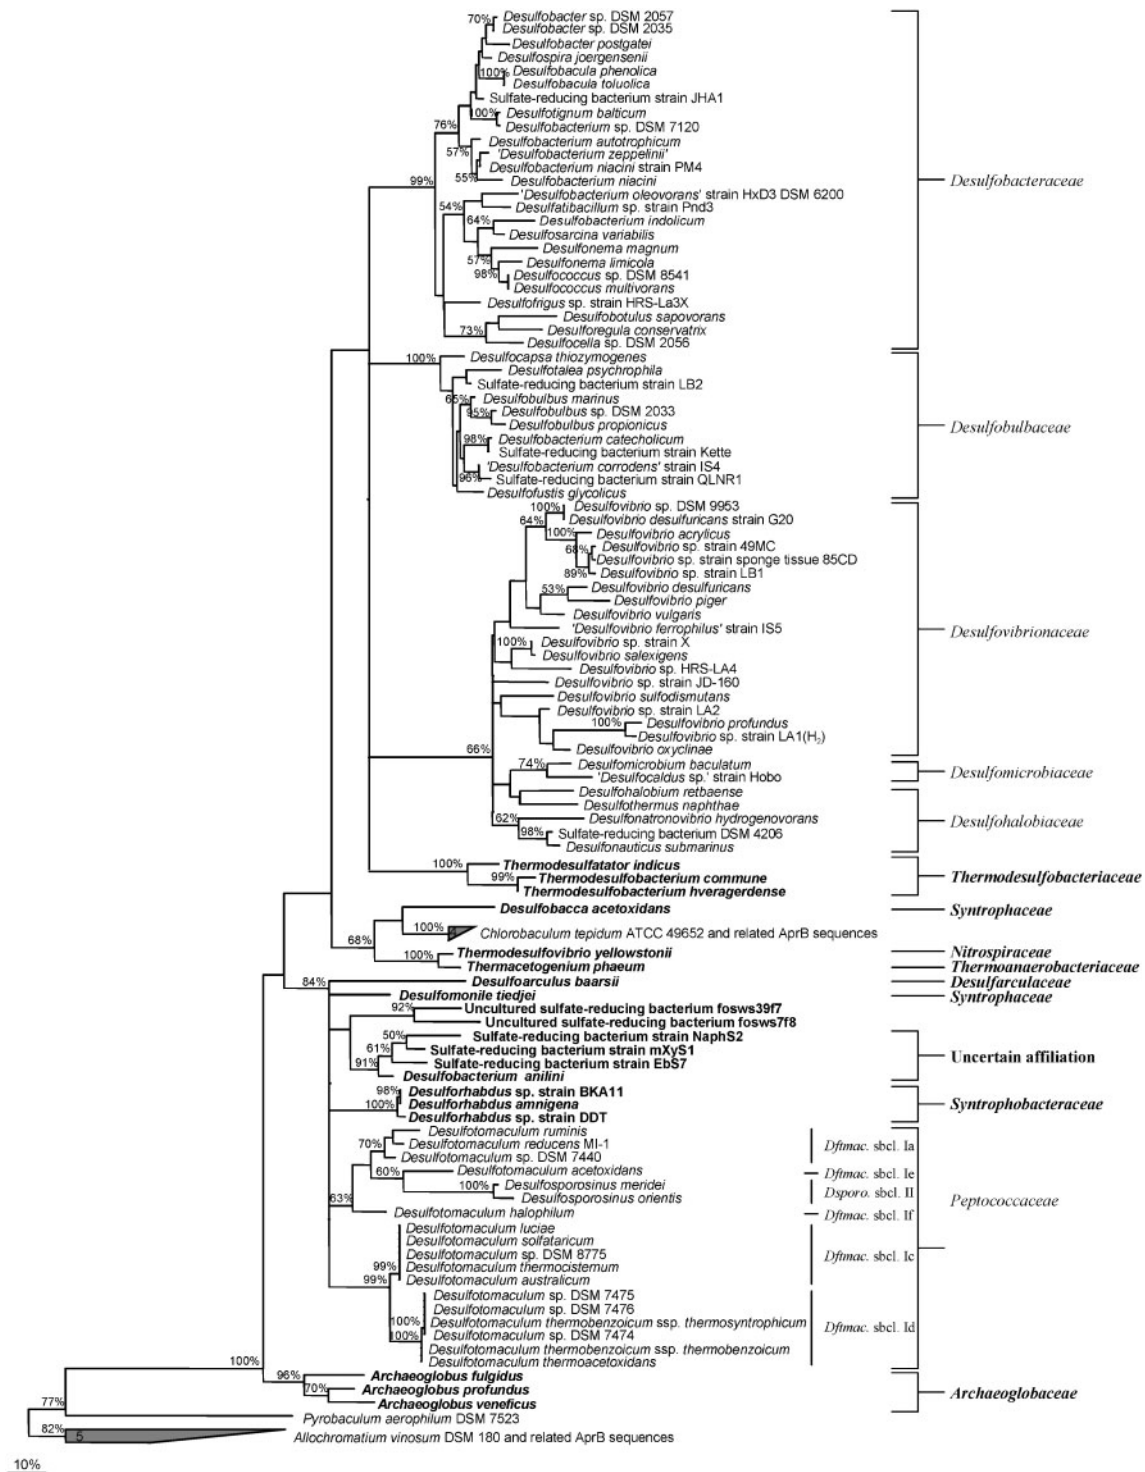 70%
Desulfobacter sp. DSM 2057
Desulfobacter sp. DSM 2035
Desulfobacter postgatei
Desulfospira joergensenii
100%
Desulfobacula phenolica
Desulfobacula toluolica
Sulfate-reducing bacterium strain JHA1
100%
Desulfotignum balticum
Desulfobacterium sp. DSM 7120
76%
Desulfobacterium autotrophicum
57%
'Desulfobacterium zeppelinii'
Desulfobacterium niacini strain PM4
55%
Desulfobacterium niacini
99%
Desulfobacteraceae
'Desulfobacterium oleovorans' strain HxD3 DSM 6200
54%
Desulfatibacillum sp. strain Pnd3
64%
Desulfobacterium indolicum
Desulfosarcina variabilis
Desulfonema magnum
57%
Desulfonema limicola
98%
Desulfococcus sp. DSM 8541
Desulfococcus multivorans
Desulfofrigus sp. strain HRS-La3X
Desulfobotulus sapovorans
73%
Desulforegula conservatrix
Desulfocella sp. DSM 2056
100%
Desulfocapsa thiozymogenes
Desulfotalea psychrophila
Sulfate-reducing bacterium strain LB2
65%
Desulfobulbus marinus
95%
Desulfobulbus sp. DSM 2033
Desulfobulbus propionicus
Desulfobulbaceae
98%
Desulfobacterium catecholicum
Sulfate-reducing bacterium strain Kette
'Desulfobacterium corrodens' strain IS4
96%
Sulfate-reducing bacterium strain QLNR1
Desulfofustis glycolicus
100%
Desulfovibrio sp. DSM 9953
64%
Desulfovibrio desulfuricans strain G20
100%
Desulfovibrio acrylicus
68%
Desulfovibrio sp. strain 49MC
Desulfovibrio sp. strain sponge tissue 85CD
89%
Desulfovibrio sp. strain LB1
53%
Desulfovibrio desulfuricans
Desulfovibrio piger
Desulfovibrio vulgaris
'Desulfovibrio ferrophilus' strain IS5
Desulfovibrionaceae
100%
Desulfovibrio sp. strain X
Desulfovibrio salexigens
Desulfovibrio sp. HRS-LA4
Desulfovibrio sp. strain JD-160
Desulfovibrio sulfodismutans
Desulfovibrio sp. strain LA2
100%
Desulfovibrio profundus
Desulfovibrio sp. strain LA1(H2)
66%
Desulfovibrio oxyclinae
74%
Desulfomicrobium baculatum
'Desulfocaldus sp.' strain Hobo
Desulfomicrobiaceae
Desulfohalobium retbaense
Desulfothermus naphthae
62%
Desulfonatronovibrio hydrogenovorans
Desulfohalobiaceae
98%
Sulfate-reducing bacterium DSM 4206
Desulfonauticus submarinus
100%
Thermodesulfatator indicus
99%
Thermodesulfobacterium commune
Thermodesulfobacteriaceae
Thermodesulfobacterium hveragerdense
Desulfobacca acetoxidans
Syntrophaceae
100%
Chlorobaculum tepidum ATCC 49652 and related AprB sequences
68%
100%
Thermodesulfovibrio yellowstonii
Nitrospiraceae
Thermacetogenium phaeum
Thermoanaerobacteriaceae
84%
Desulfoarculus baarsii
Desulfarculaceae
Desulfomonile tiedjei
Syntrophaceae
92%
Uncultured sulfate-reducing bacterium fosws39f7
Uncultured sulfate-reducing bacterium fosws7f8
50%
Sulfate-reducing bacterium strain NaphS2
61%
Sulfate-reducing bacterium strain mXyS1
91%
Sulfate-reducing bacterium strain EbS7
Uncertain affiliation
Desulfobacterium anilini
98%
Desulforhabdus sp. strain BKA11
100%
Desulforhabdus amnigena
Syntrophobacteraceae
Desulforhabdus sp. strain DDT
Desulfotomaculum ruminis
70%
Desulfotomaculum reducens MI-1
Dftmac. sbcl. Ia
Desulfotomaculum sp. DSM 7440
60%
Desulfotomaculum acetoxidans
Dftmac. sbcl. Ie
100%
Desulfosporosinus meridei
Dsporo. sbcl. II
63%
Desulfosporosinus orientis
Peptococcaceae
Desulfotomaculum halophilum
Dftmac. sbcl. If
Desulfotomaculum luciae
Desulfotomaculum solfataricum
Desulfotomaculum sp. DSM 8775
Dftmac. sbcl. Ic
99%
Desulfotomaculum thermocisternum
99%
Desulfotomaculum australicum
Desulfotomaculum sp. DSM 7475
Desulfotomaculum sp. DSM 7476
100%
Desulfotomaculum thermobenzoicum ssp. thermosyntrophicum
Dftmac. sbcl. Id
100%
Desulfotomaculum sp. DSM 7474
Desulfotomaculum thermobenzoicum ssp. thermobenzoicum
Desulfotomaculum thermoacetoxidans
100%
96%
Archaeoglobus fulgidus
70%
Archaeoglobus profundus
Archaeoglobaceae
Archaeoglobus veneficus
77%
Pyrobaculum aerophilum DSM 7523
82%
5
Allochromatium vinosum DSM 180 and related AprB sequences
10%